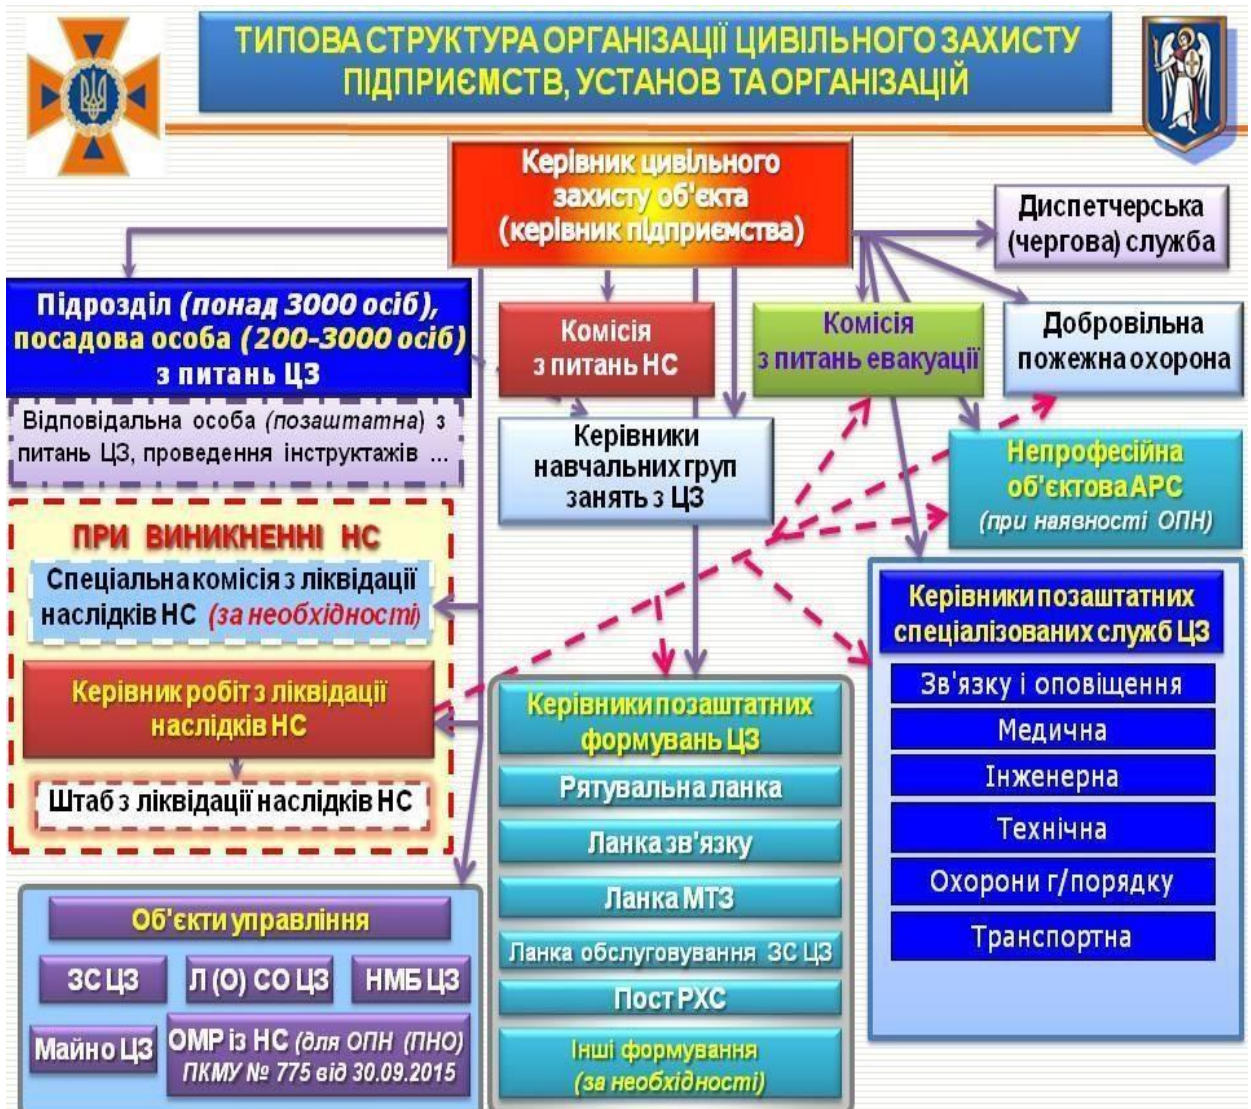 ТИПОВА СТРУКТУРА ОРГАНІЗАЦІЇ ЦИВІЛЬНОГО ЗАХИСТУ
ПІДПРИЄМСТВ, УСТАНОВ ТА ОРГАНІЗАЦІЙ
Керівник цивільного
захисту об'єкта
(керівник підприємства)
Диспетчерська
(чергова) служба
Підрозділ (понад 3000 осіб),
посадова особа (200-3000 осіб)
з питань ЦЗ
Відповідальна особа (позаштатна) з
питань ЦЗ, проведення інструктажів ...
Комісія
з питань НС
Комісія
з питань евакуації
Добровільна
пожежна охорона
Керівники
навчальних груп
занять з ЦЗ
Непрофесійна
об'єктова АРС
(при наявності ОПН)
ПРИ ВИНИКНЕННІ НС
Спеціальна комісія з ліквідації
наслідків НС (за необхідності)
Керівник робіт з ліквідації
наслідків НС
Штаб з ліквідації наслідків НС
Керівники позаштатних
формувань ЦЗ
Рятувальна ланка
Ланка зв'язку
Ланка МТЗ
Ланка обслуговування ЗС ЦЗ
Пост РХС
Інші формування
(за необхідності)
Керівники позаштатних
спеціалізованих служб ЦЗ
Зв'язку і оповіщення
Медична
Інженерна
Технічна
Охорони г/порядку
Транспортна
Об'єкти управління
ЗС ЦЗ
Л (О) СО ЦЗ
НМБ ЦЗ
Майно ЦЗ
ОМР із НС (для ОПН (ПНО)
ПКМУ № 775 від 30.09.2015